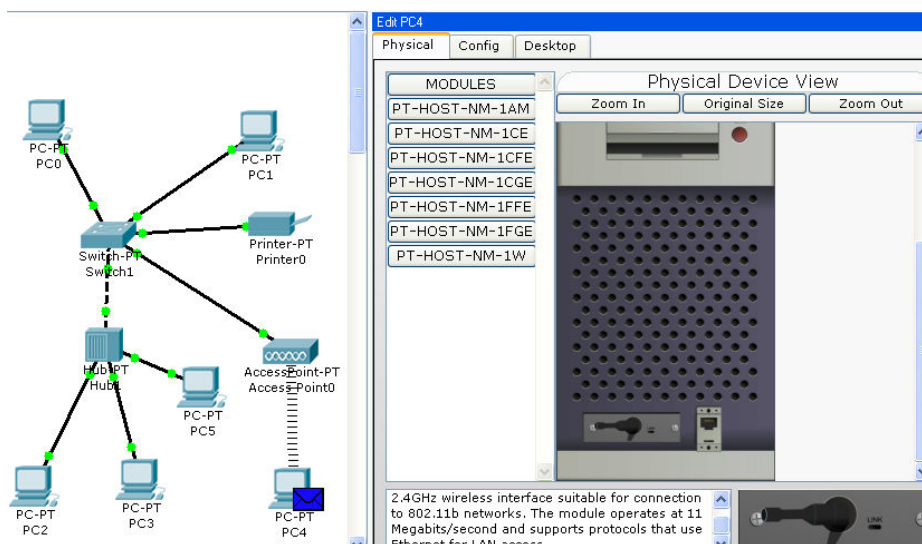 PC-PT
PC0
PC-PT
PC1
Printer-PT
Printer0
Switch-PT
Switch1
Hub-PT
Hub1
AccessPoint-PT
Access Point0
PC-PT
PC5
PC-PT
PC2
PC-PT
PC3
PC-PT
PC4
Edit PC4
Physical
Config
Desktop
MODULES
PT-HOST-NM-1AM
PT-HOST-NM-1CE
PT-HOST-NM-1CFE
PT-HOST-NM-1CGE
PT-HOST-NM-1FFE
PT-HOST-NM-1FGE
PT-HOST-NM-1W
Physical Device View
Zoom In
Original Size
Zoom Out
2.4GHz wireless interface suitable for connection
to 802.11b networks. The module operates at 11
Megabits/second and supports protocols that use
Ethernet for LAN access.
LINK